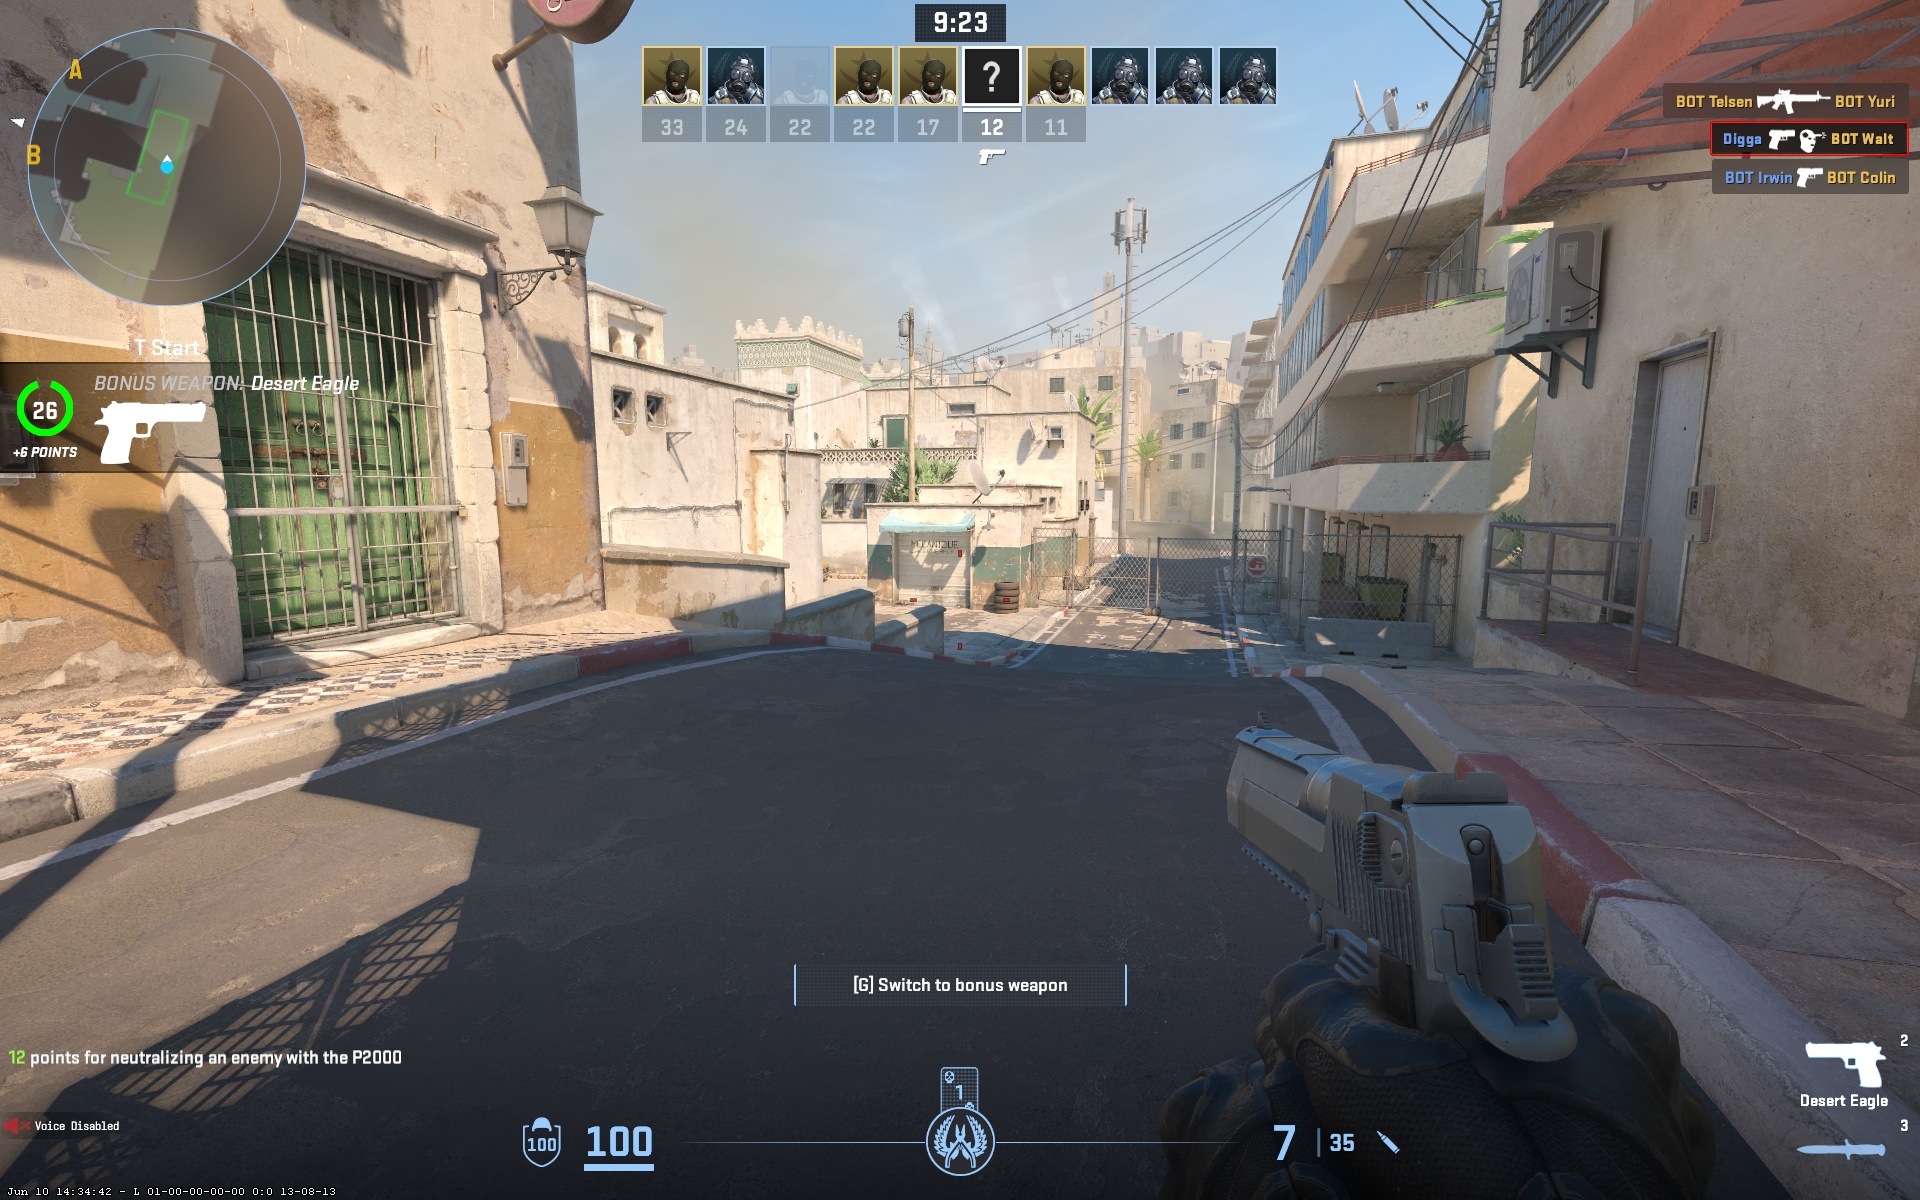 9:23
A
B
?
33 24 22 22 17 12 11
BOT Telsen BOT Yuri
Digga BOT Walt
BOT Irwin BOT Colin
T Start
BONUS WEAPON: Desert Eagle
26
+6 POINTS
[G] Switch to bonus weapon
12 points for neutralizing an enemy with the P2000
Voice Disabled
100 100
1
7 35
2
Desert Eagle
3
Jun 10 14:34:42 - L 01-00-00-00-00 0:0 13-08-13